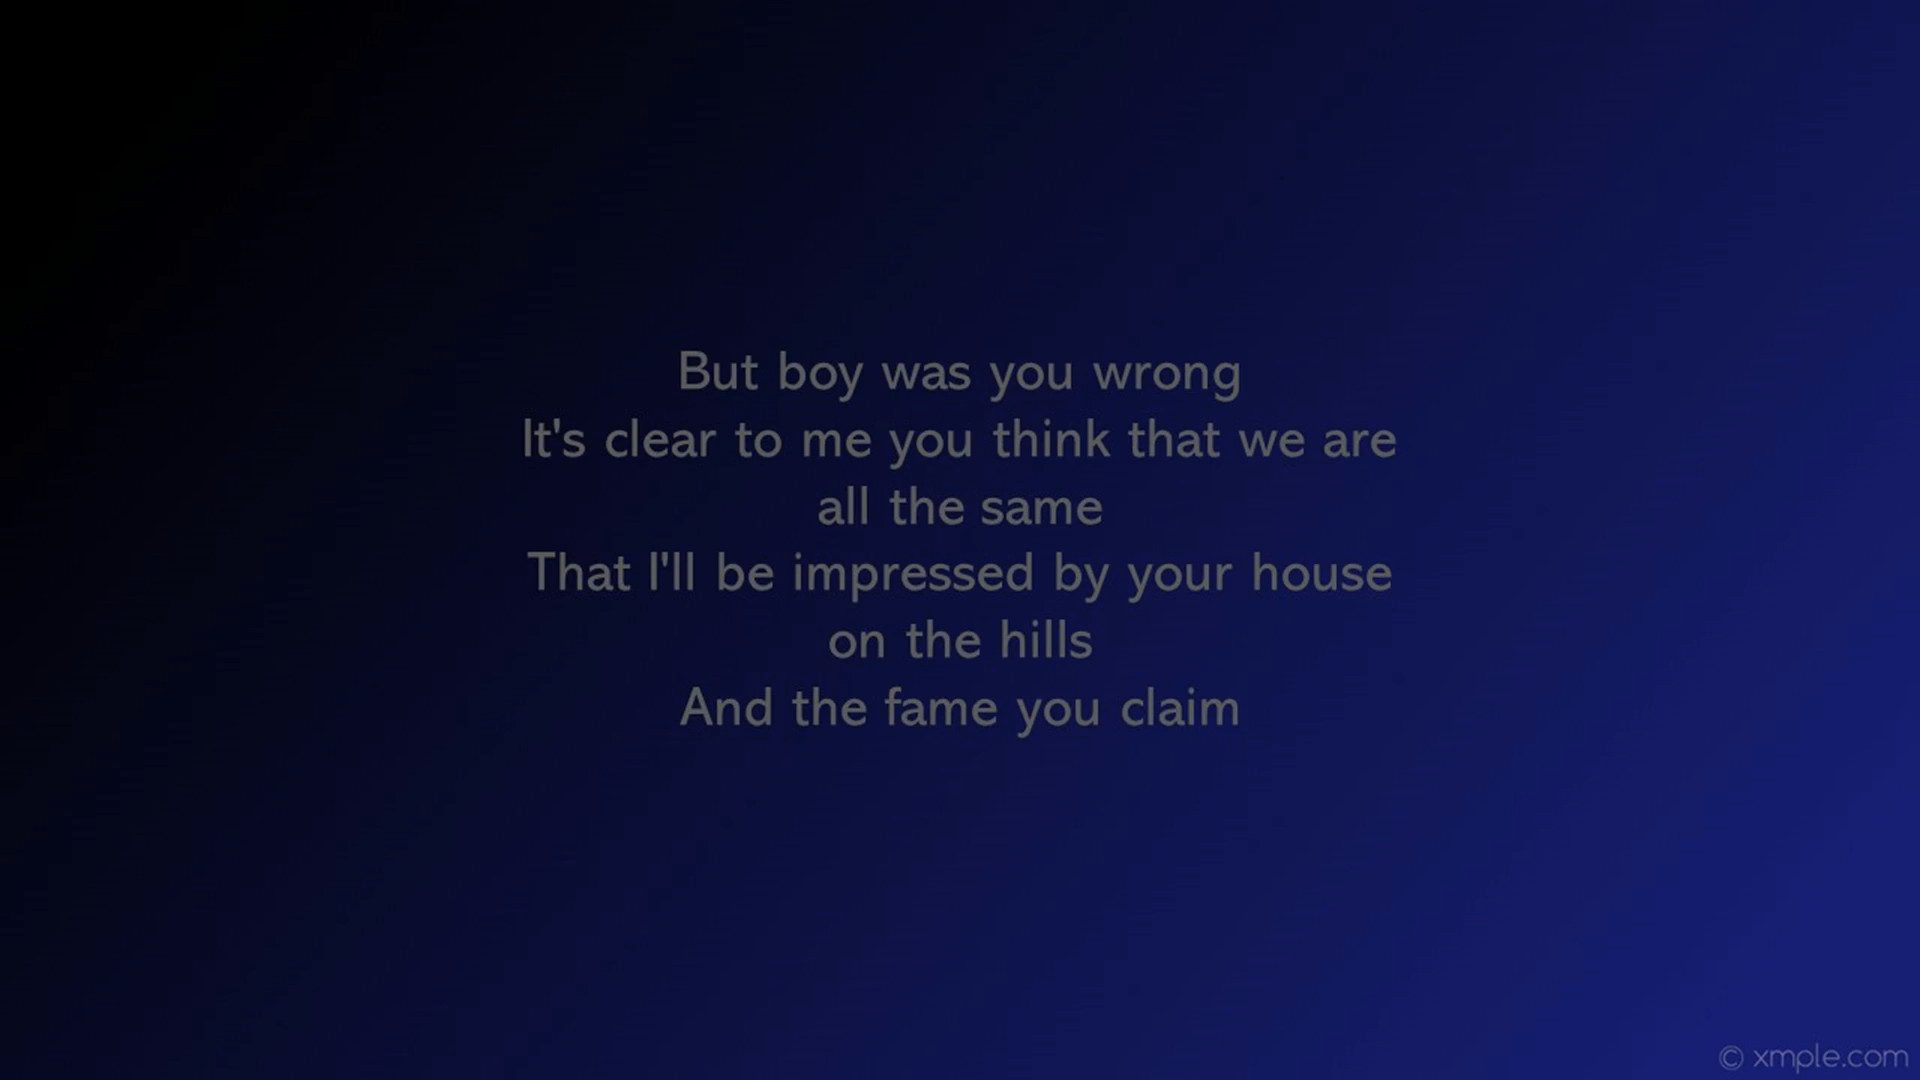 But boy was you wrong
It's clear to me you think that we are
all the same
That I'll be impressed by your house
on the hills
And the fame you claim
© xmple.com